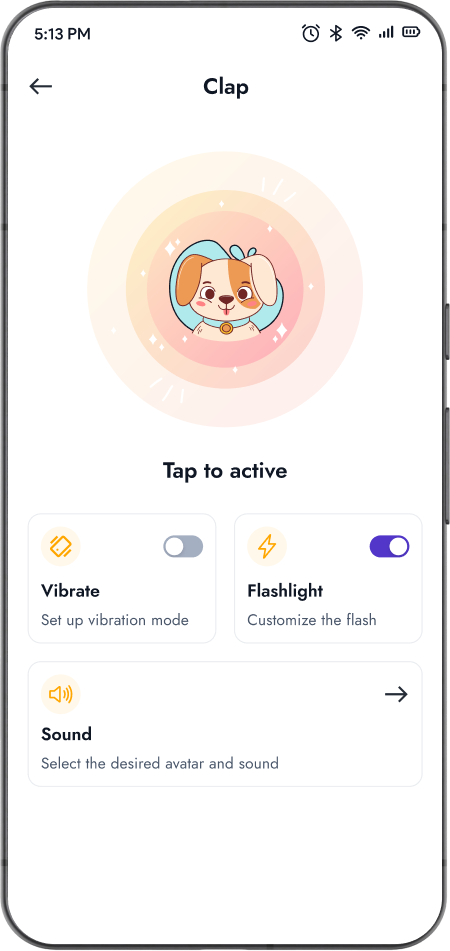 5:13 PM
Clap
Tap to active
Vibrate
Set up vibration mode
Flashlight
Customize the flash
Sound
Select the desired avatar and sound